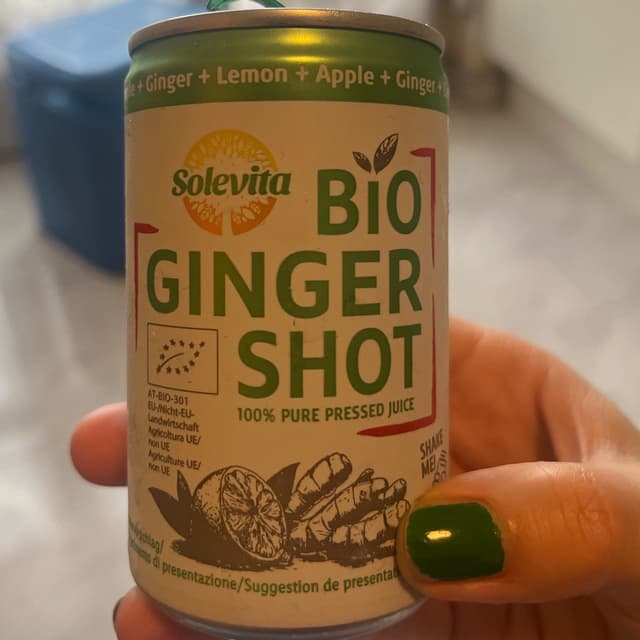 + Ginger + Lemon + Apple + Ginger +
Solevita
BIO
GINGER
SHOT
100% PURE PRESSED JUICE
AT-BIO-301
EU-/Nicht-EU-
Landwirtschaft
Agricoltura UE/
non UE
Agriculture UE/
non UE
SHAKE
ME!
di presentazione/Suggestion de